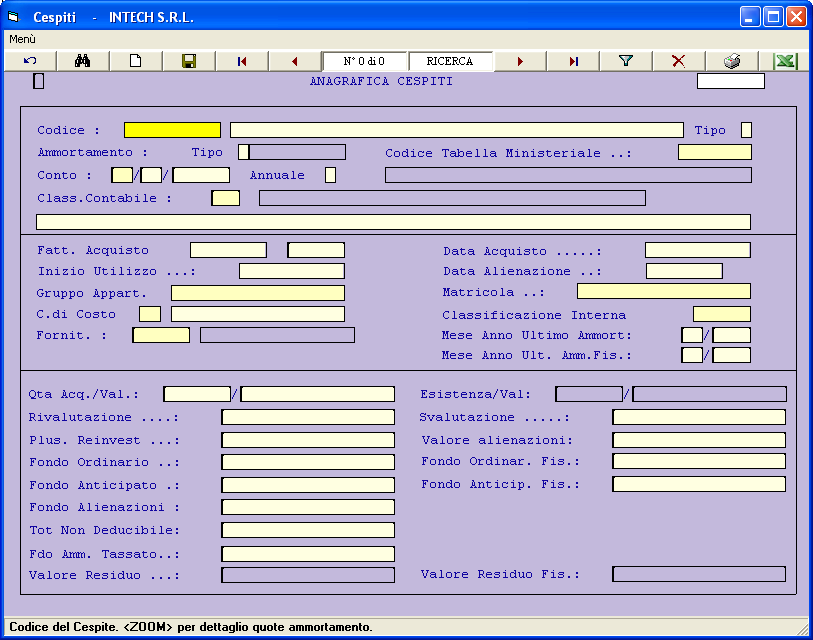 Cespiti - INTECH S.R.L.
Menù
N° 0 di 0 RICERCA
ANAGRAFICA CESPITI
Codice : Tipo
Ammortamento : Tipo Codice Tabella Ministeriale ..:
Conto : / / Annuale
Class.Contabile :
Fatt. Acquisto Data Acquisto .....:
Inizio Utilizzo ...: Data Alienazione ..:
Gruppo Appart. Matricola ..:
C.di Costo Classificazione Interna
Fornit. : Mese Anno Ultimo Ammort: /
Mese Anno Ult. Amm.Fis.: /
Qta Acq./Val.: / Esistenza/Val: /
Rivalutazione ....: Svalutazione .....:
Plus. Reinvest ...: Valore alienazioni:
Fondo Ordinario ..: Fondo Ordinar. Fis.:
Fondo Anticipato .: Fondo Anticip. Fis.:
Fondo Alienazioni :
Tot Non Deducibile:
Fdo Amm. Tassato..:
Valore Residuo ...: Valore Residuo Fis.:
Codice del Cespite. <ZOOM> per dettaglio quote ammortamento.